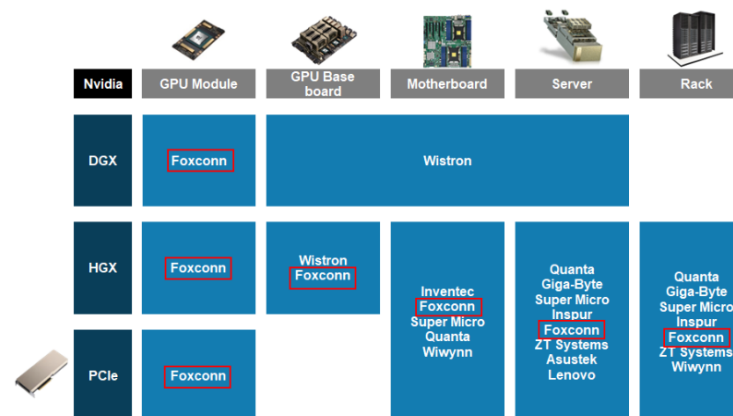 Nvidia
GPU Module
GPU Base
board
Motherboard
Server
Rack
DGX
Foxconn
Wistron
HGX
Foxconn
Wistron
Foxconn
Inventec
Foxconn
Super Micro
Quanta
Wiwynn
Quanta
Giga-Byte
Super Micro
Inspur
Foxconn
ZT Systems
Asustek
Lenovo
Quanta
Giga-Byte
Super Micro
Inspur
Foxconn
ZT Systems
Wiwynn
PCIe
Foxconn